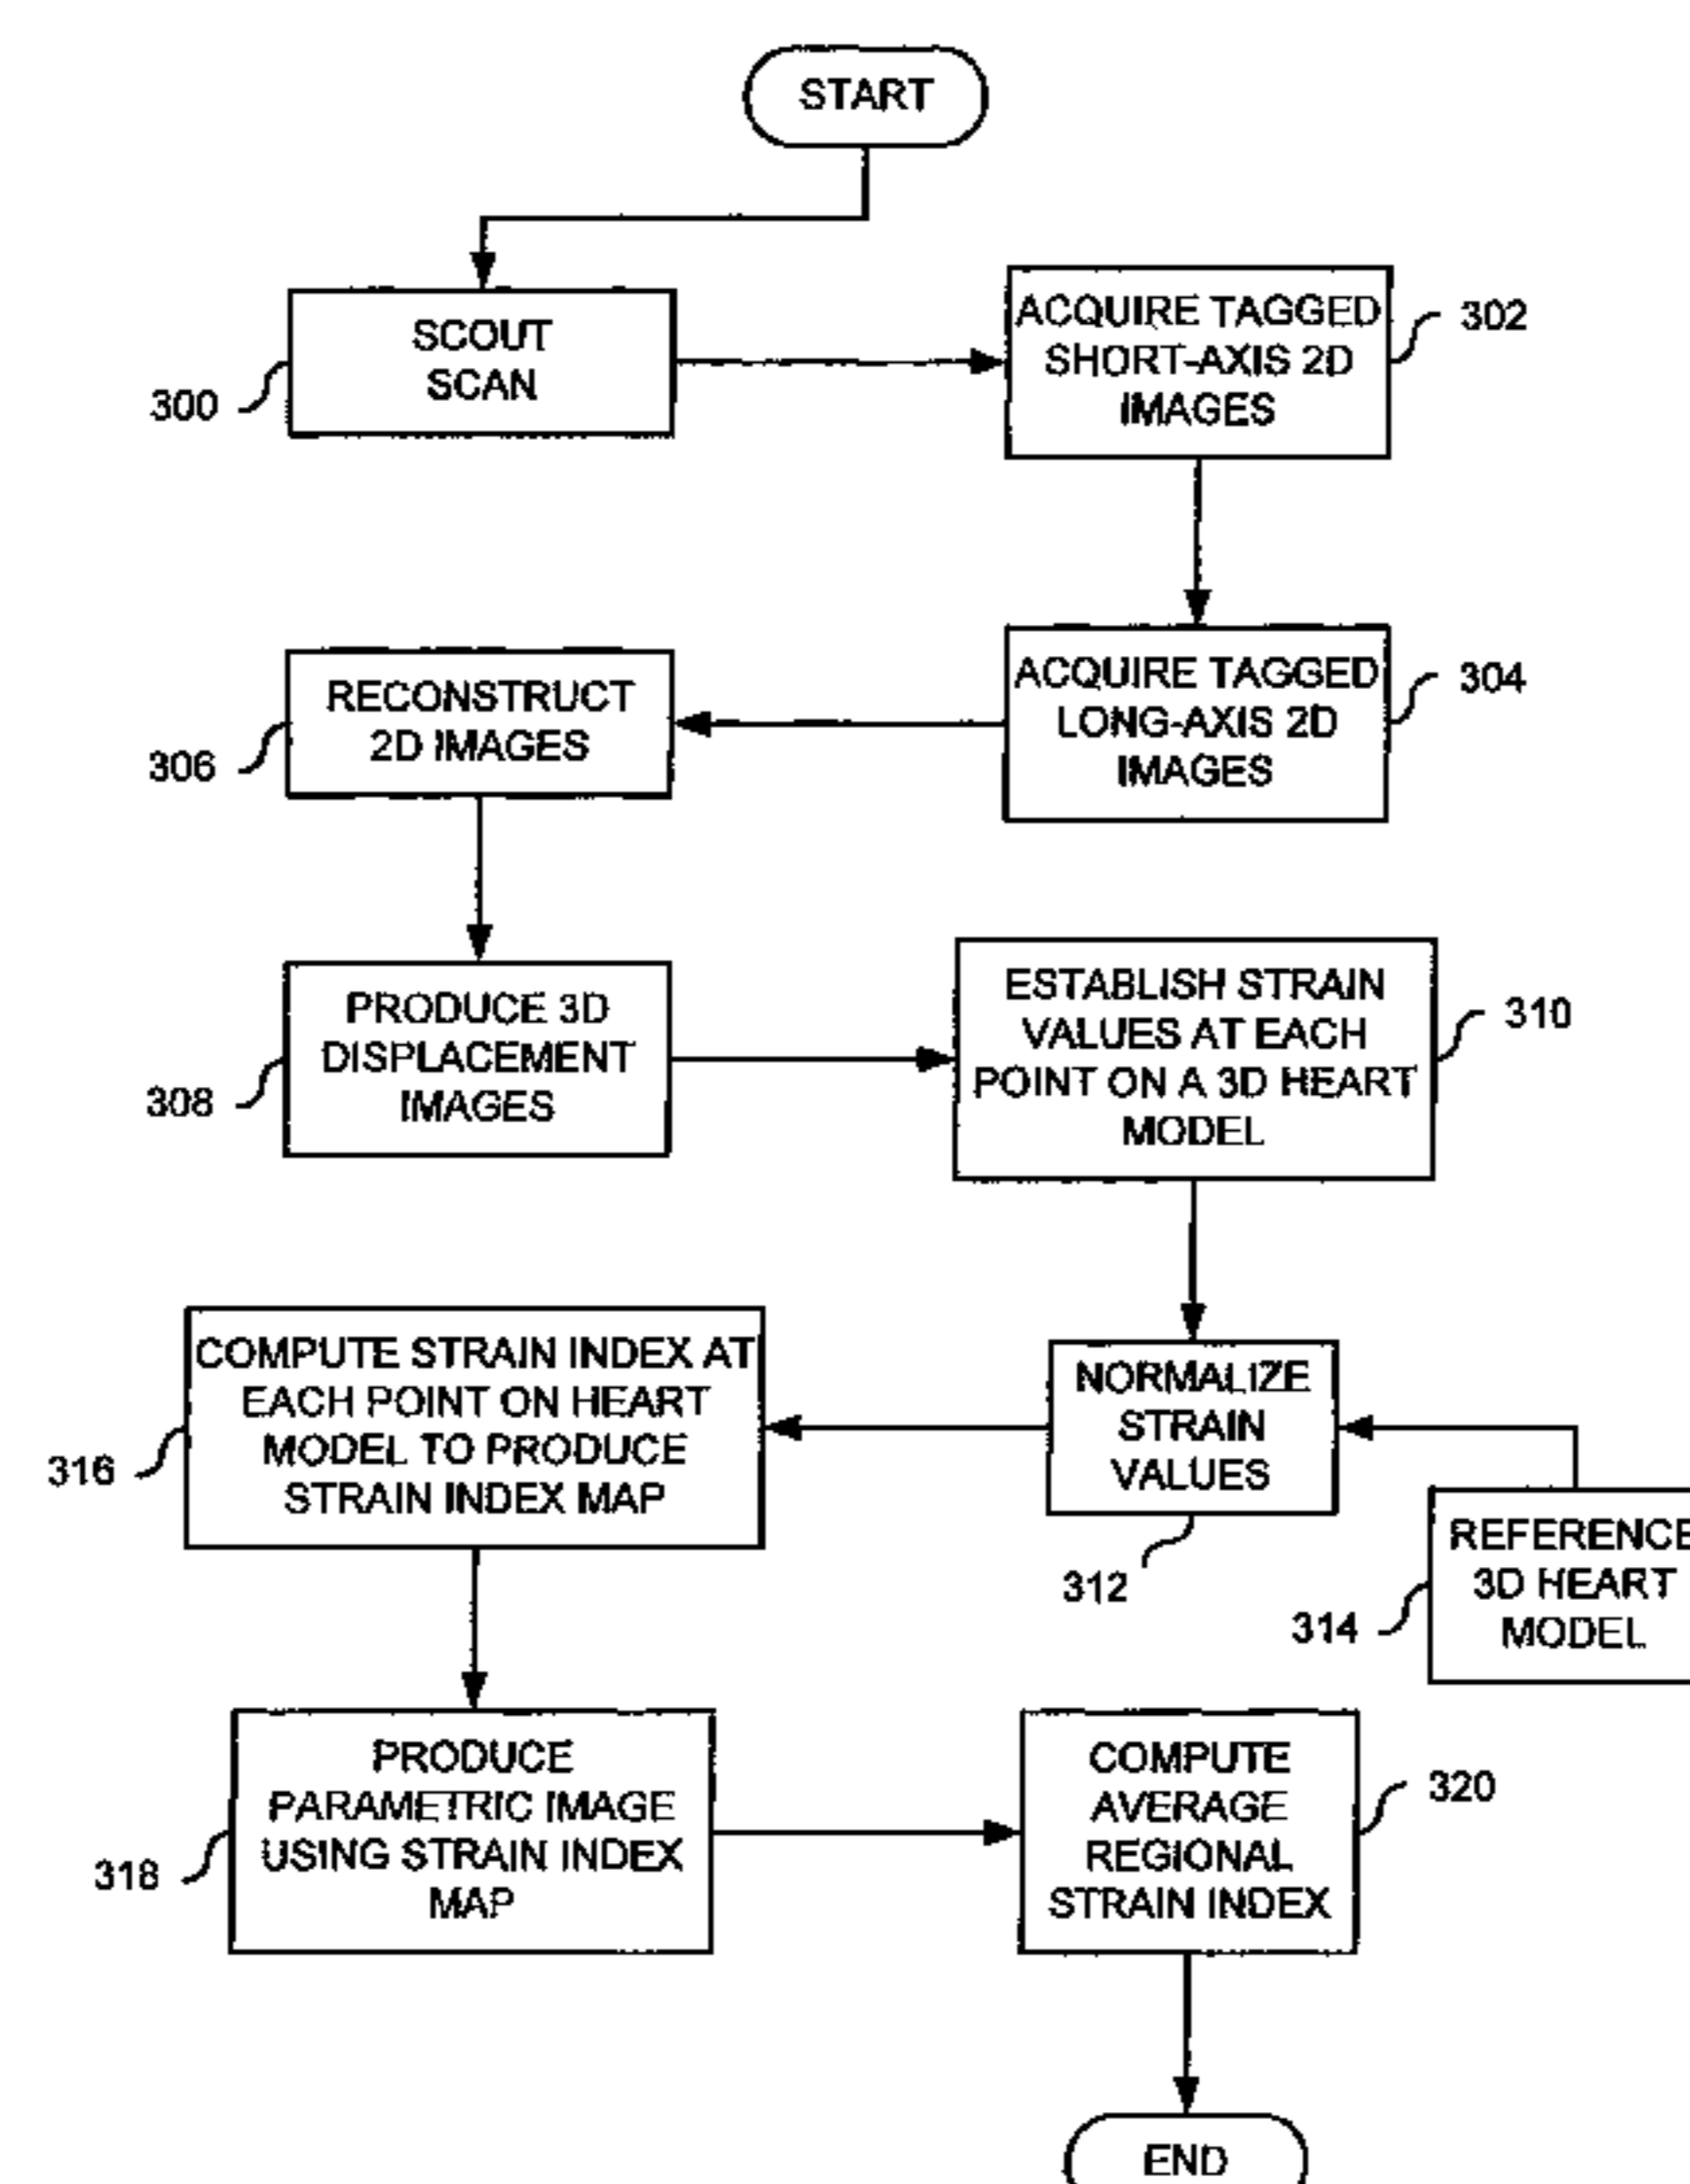 START
SCOUT
SCAN
300
ACQUIRE TAGGED
SHORT-AXIS 2D
IMAGES
302
ACQUIRE TAGGED
LONG-AXIS 2D
IMAGES
304
RECONSTRUCT
2D IMAGES
306
PRODUCE 3D
DISPLACEMENT
IMAGES
308
ESTABLISH STRAIN
VALUES AT EACH
POINT ON A 3D HEART
MODEL
310
NORMALIZE
STRAIN
VALUES
312
REFERENCE
3D HEART
MODEL
314
COMPUTE STRAIN INDEX AT
EACH POINT ON HEART
MODEL TO PRODUCE
STRAIN INDEX MAP
316
PRODUCE
PARAMETRIC IMAGE
USING STRAIN INDEX
MAP
318
COMPUTE
AVERAGE
REGIONAL
STRAIN INDEX
320
END